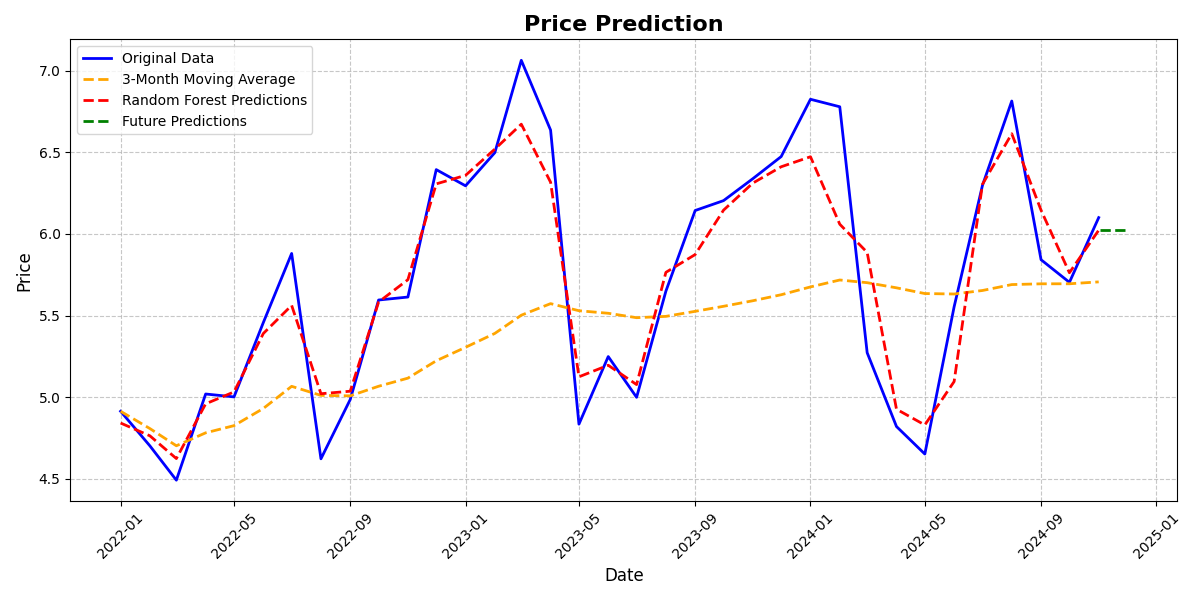 Price Prediction
Original Data
3-Month Moving Average
Random Forest Predictions
Future Predictions
Price
7.0
6.5
6.0
5.5
5.0
4.5
2022-01
2022-05
2022-09
2023-01
2023-05
2023-09
2024-01
2024-05
2024-09
2025-01
Date